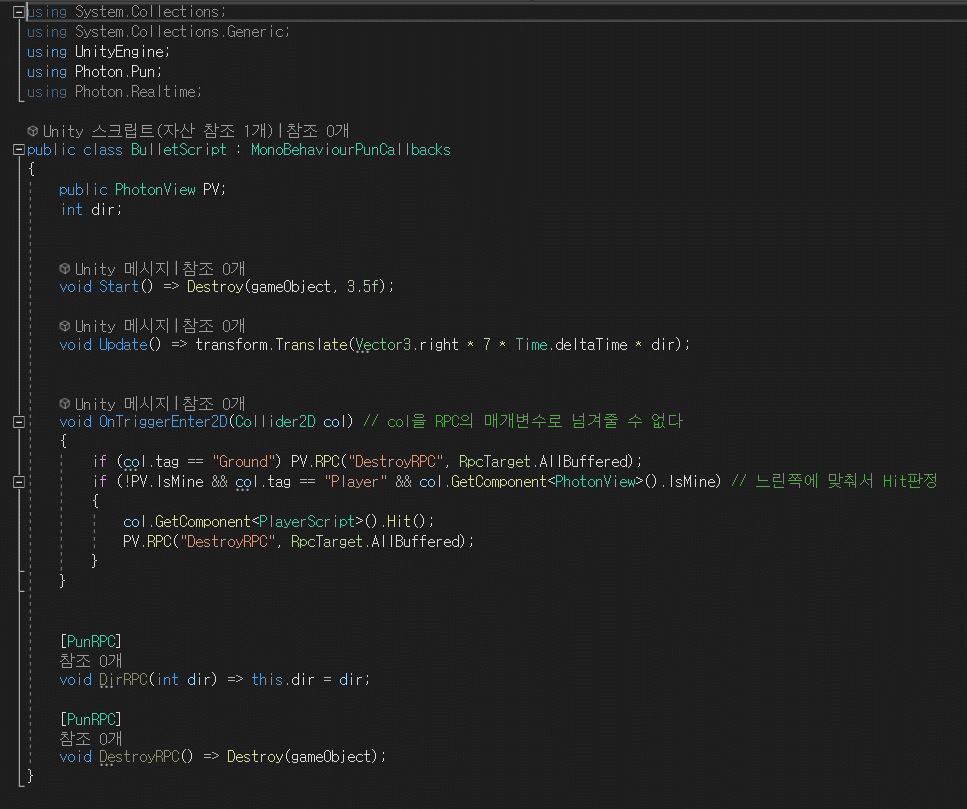 using System.Collections;
using System.Collections.Generic;
using UnityEngine;
using Photon.Pun;
using Photon.Realtime;
Unity 스크립트(자산 참조 1개)|참조 0개
public class BulletScript : MonoBehaviourPunCallbacks
{
public PhotonView PV;
int dir;
Unity 메시지|참조 0개
void Start() => Destroy(gameObject, 3.5f);
Unity 메시지|참조 0개
void Update() => transform.Translate(Vector3.right * 7 * Time.deltaTime * dir);
Unity 메시지|참조 0개
void OnTriggerEnter2D(Collider2D col) // col을 RPC의 매개변수로 넘겨줄 수 없다
{
if (col.tag == "Ground") PV.RPC("DestroyRPC", RpcTarget.AllBuffered);
if (!PV.IsMine && col.tag == "Player" && col.GetComponent<PhotonView>().IsMine) // 느린쪽에 맞춰서 Hit판정
{
col.GetComponent<PlayerScript>().Hit();
PV.RPC("DestroyRPC", RpcTarget.AllBuffered);
}
}
[PunRPC]
참조 0개
void DirRPC(int dir) => this.dir = dir;
[PunRPC]
참조 0개
void DestroyRPC() => Destroy(gameObject);
}